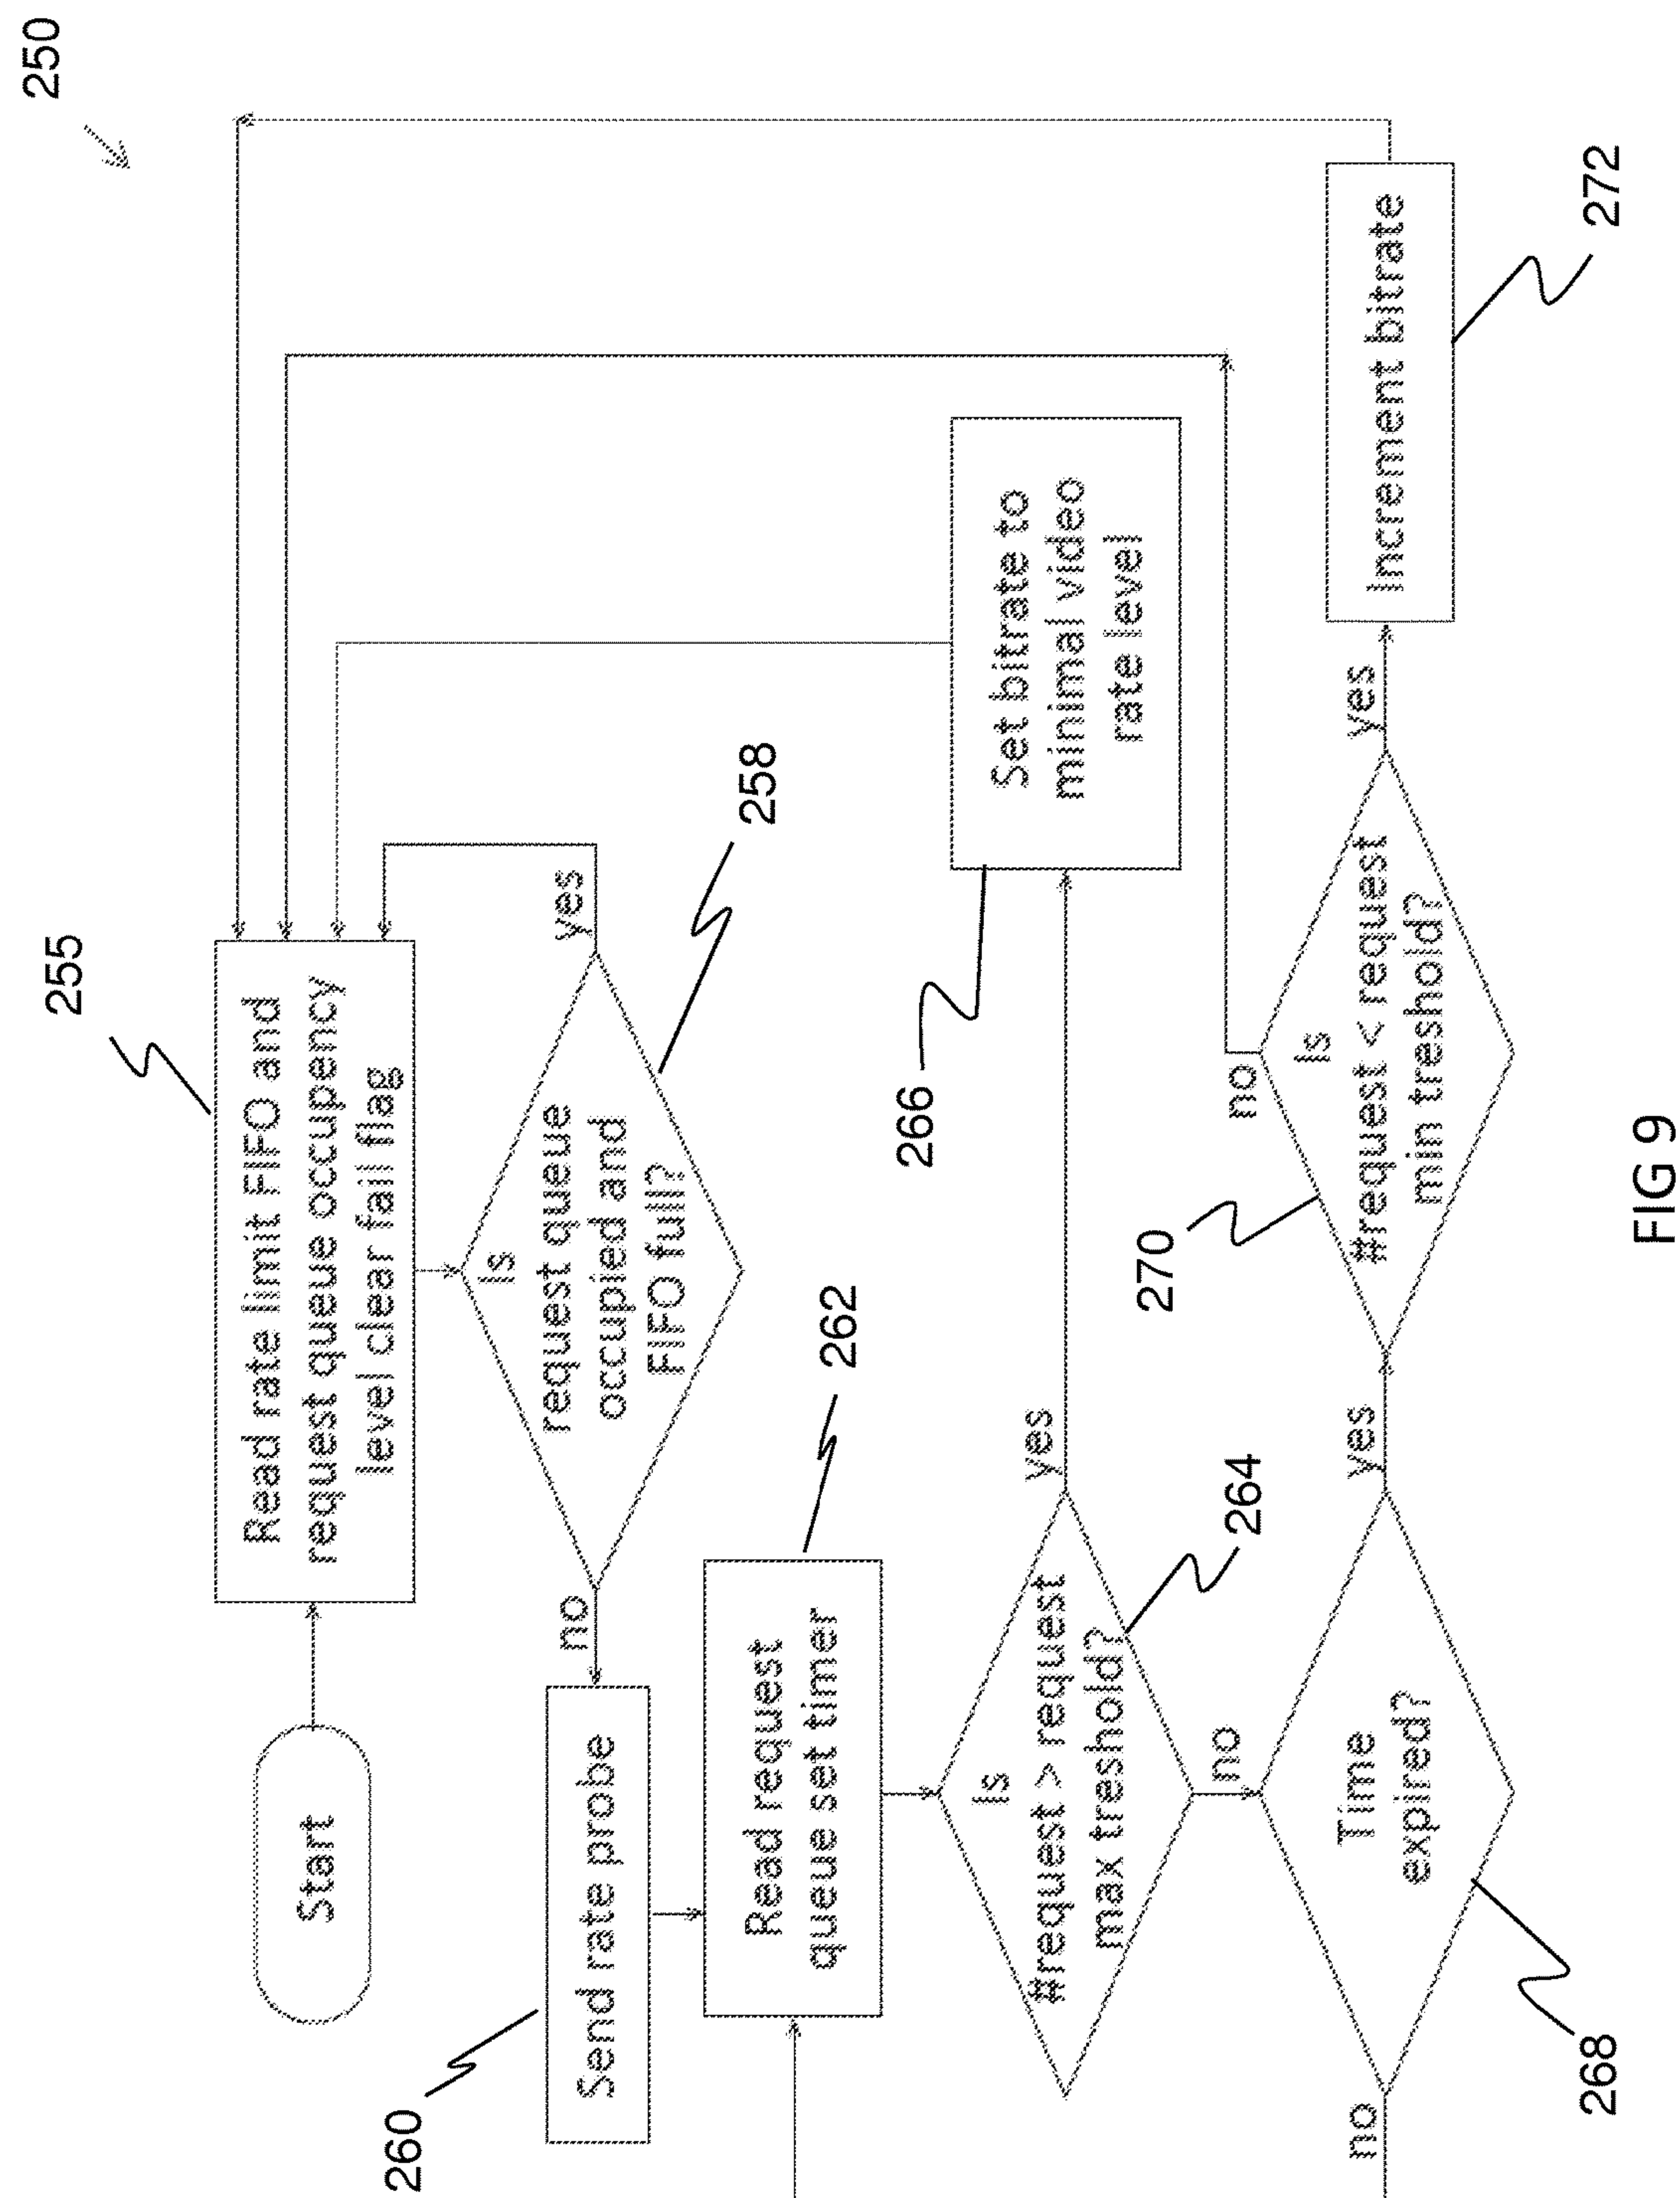 250
255
Start
Read rate limit FIFO and
request queue occupency
level clear fail flag
Is
request queue
occupied and
FIFO full?
yes
no
258
260
Send rate probe
262
Read request
queue set timer
Is
#request > request
max treshold?
yes
no
264
266
Set bitrate to
minimal video
rate level
Time
expired?
no
yes
268
270
Is
#request < request
min treshold?
no
yes
Increment bitrate
272
FIG 9